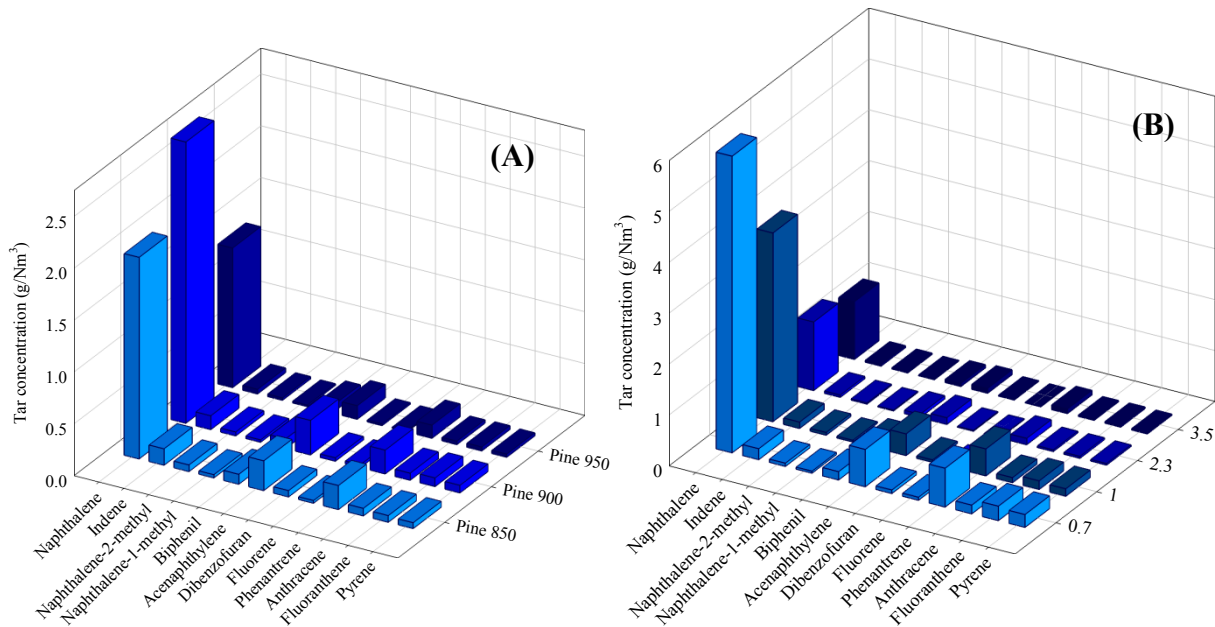 (A)
Tar concentration (g/Nm³)
2.5
2.0
1.5
1.0
0.5
0.0
Naphthalene
Indene
Naphthalene-2-methyl
Naphthalene-1-methyl
Biphenil
Acenaphthylene
Dibenzofuran
Fluorene
Phenantrene
Anthracene
Fluoranthene
Pyrene
Pine 850
Pine 900
Pine 950
(B)
Tar concentration (g/Nm³)
6
5
4
3
2
1
0
Naphthalene
Indene
Naphthalene-2-methyl
Naphthalene-1-methyl
Biphenil
Acenaphthylene
Dibenzofuran
Fluorene
Phenantrene
Anthracene
Fluoranthene
Pyrene
0.7
1
2.3
3.5